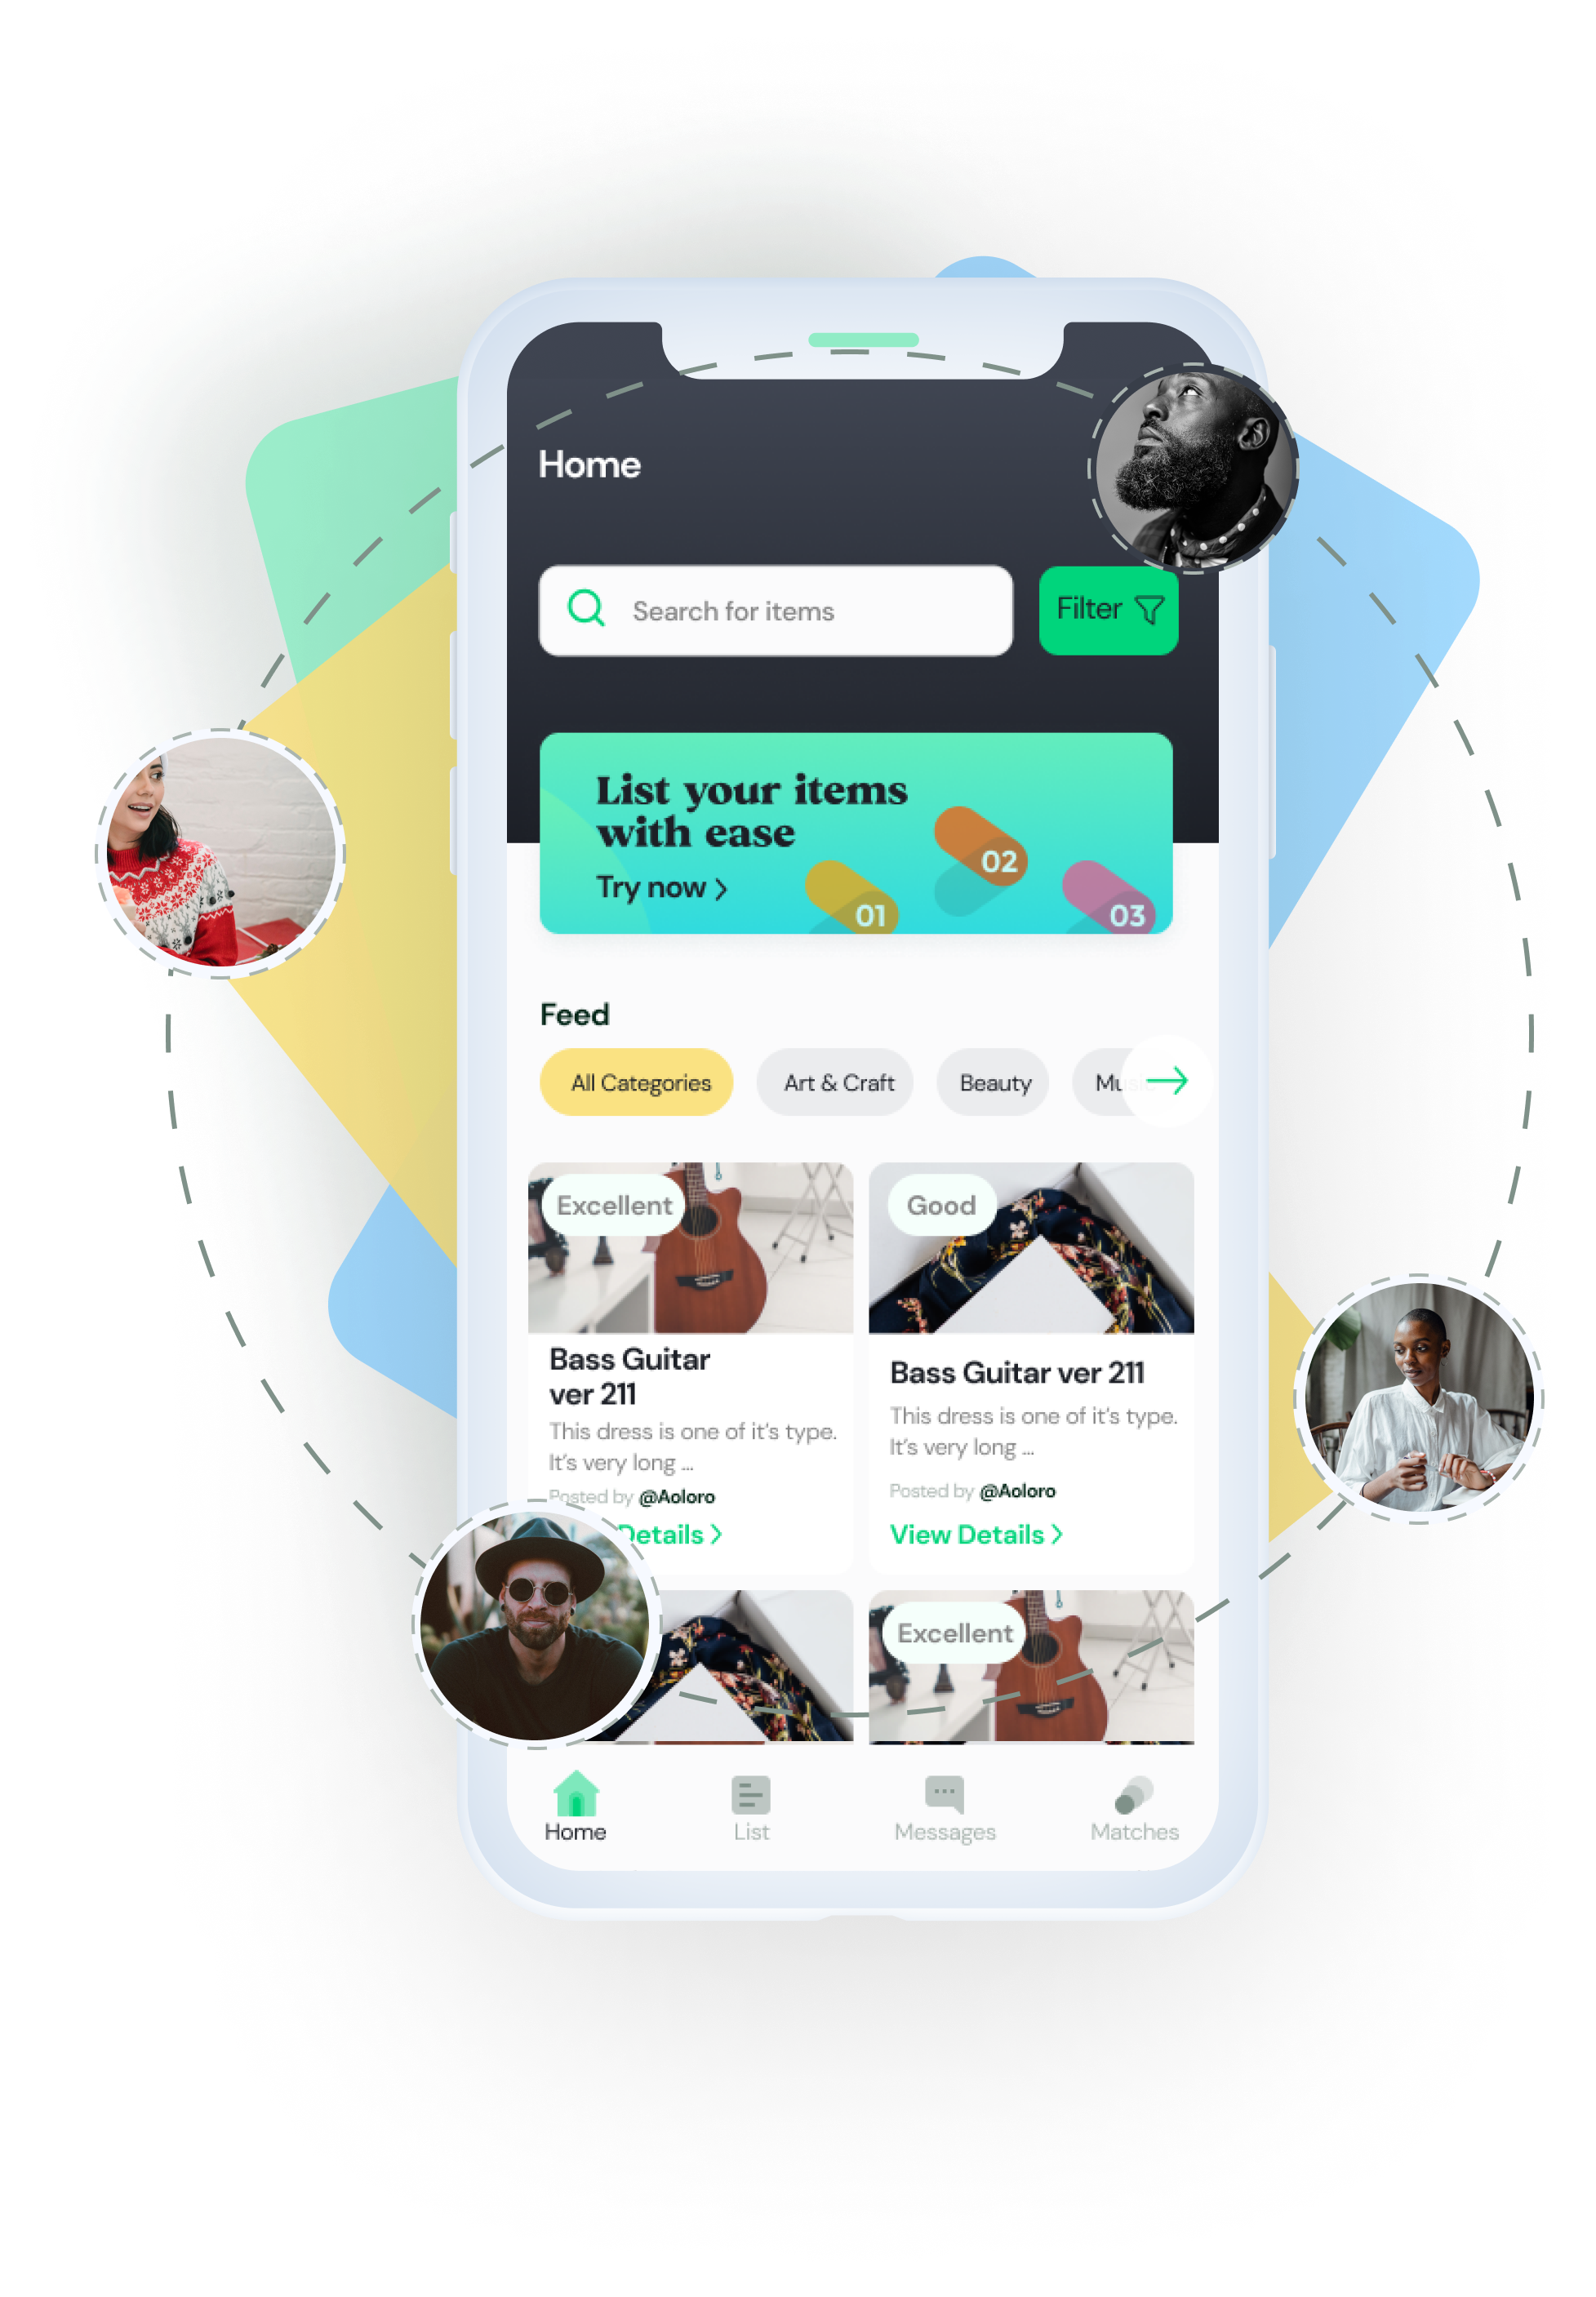 Home
Search for items
Filter
List your items
with ease
Try now
01
02
03
Feed
All Categories
Art & Craft
Beauty
Excellent
Bass Guitar
ver 211
This dress is one of it's type.
It's very long ...
Posted by @Aoloro
Details
Good
Bass Guitar ver 211
This dress is one of it's type.
It's very long ...
Posted by @Aoloro
View Details
Excellent
Home
List
Messages
Matches